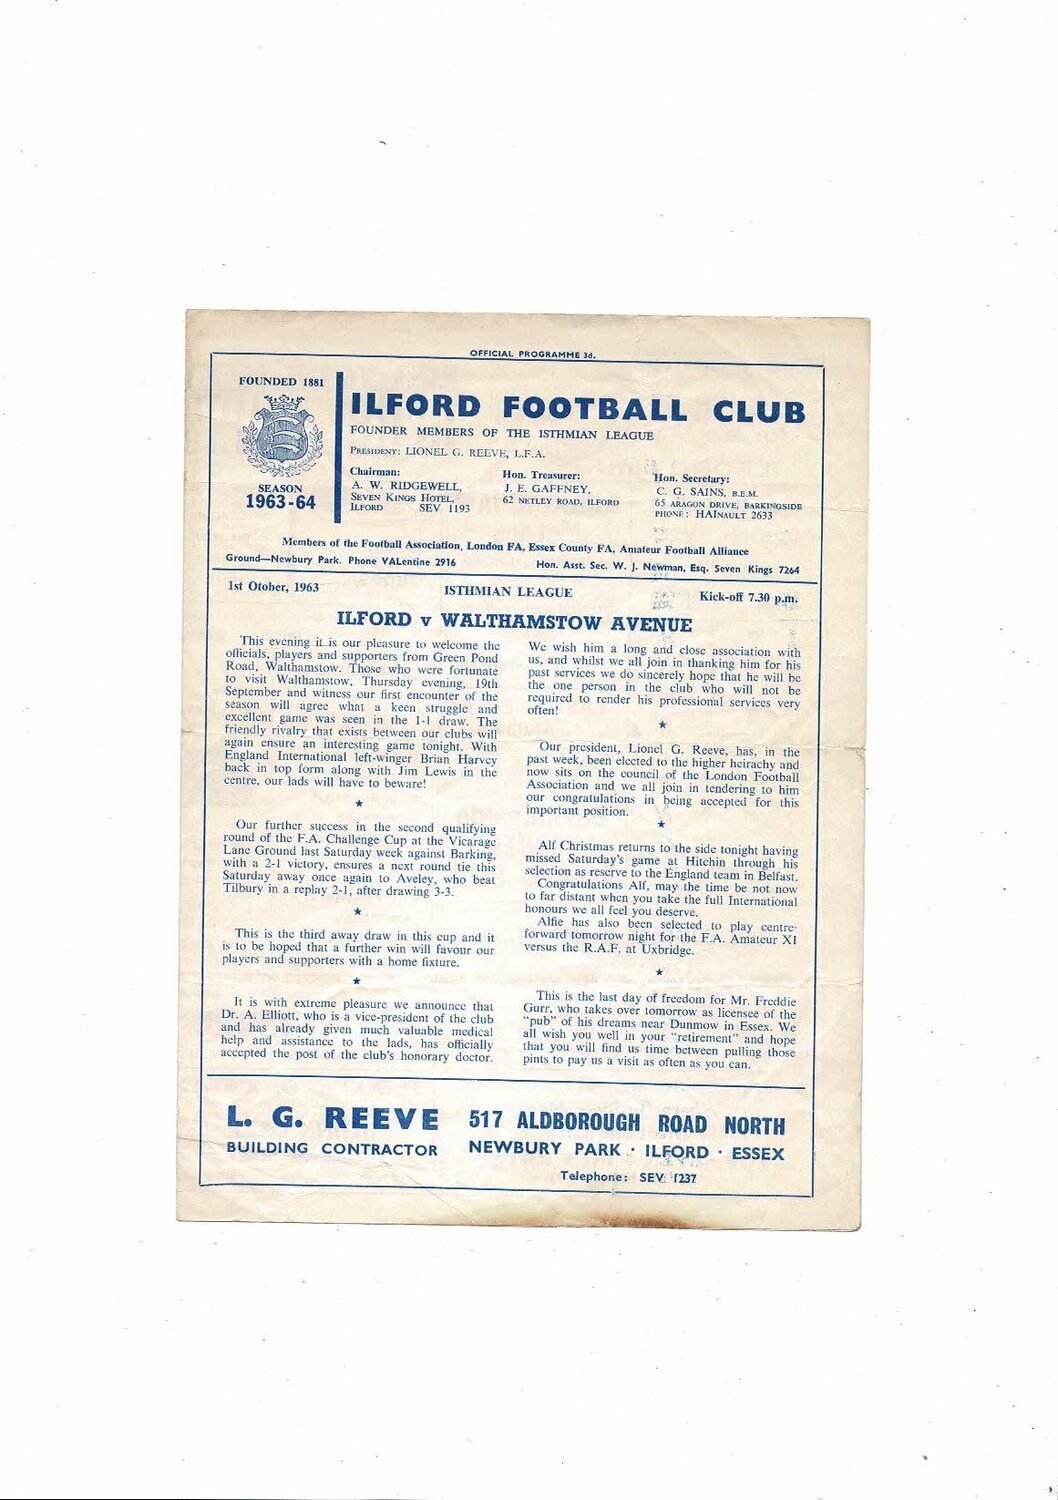 OFFICIAL PROGRAMME 3d.
FOUNDED 1881
SEASON
1963-64
ILFORD FOOTBALL CLUB
FOUNDER MEMBERS OF THE ISTHMIAN LEAGUE
PRESIDENT: LIONEL G. REEVE, L.F.A.
Chairman:
A. W. RIDGEWELL,
SEVEN KINGS HOTEL,
ILFORD SEV 1193
Hon. Treasurer:
J. E. GAFFNEY,
62 NETLEY ROAD, ILFORD
Hon. Secretary:
C. G. SAINS, B.E.M.
65 ARAGON DRIVE, BARKINGSIDE
PHONE: HAINAULT 2633
Members of the Football Association, London FA, Essex County FA, Amateur Football Alliance
Ground—Newbury Park. Phone VALentine 2916
Hon. Asst. Sec. W. J. Newman, Esq. Seven Kings 7264
1st Otober, 1963
ISTHMIAN LEAGUE
Kick-off 7.30 p.m.
ILFORD v WALTHAMSTOW AVENUE
This evening it is our pleasure to welcome the
officials, players and supporters from Green Pond
Road, Walthamstow. Those who were fortunate
to visit Walthamstow, Thursday evening, 19th
September and witness our first encounter of the
season will agree what a keen struggle and
excellent game was seen in the 1-1 draw. The
friendly rivalry that exists between our clubs will
again ensure an interesting game tonight. With
England International left-winger Brian Harvey
back in top form along with Jim Lewis in the
centre, our lads will have to beware!
★
Our further success in the second qualifying
round of the F.A. Challenge Cup at the Vicarage
Lane Ground last Saturday week against Barking,
with a 2-1 victory, ensures a next round tie this
Saturday away once again to Aveley, who beat
Tilbury in a replay 2-1, after drawing 3-3.
★
This is the third away draw in this cup and it
is to be hoped that a further win will favour our
players and supporters with a home fixture.
★
It is with extreme pleasure we announce that
Dr. A. Elliott, who is a vice-president of the club
and has already given much valuable medical
help and assistance to the lads, has officially
accepted the post of the club's honorary doctor.
We wish him a long and close association with
us, and whilst we all join in thanking him for his
past services we do sincerely hope that he will be
the one person in the club who will not be
required to render his professional services very
often!
★
Our president, Lionel G. Reeve, has, in the
past week, been elected to the higher heirachy and
now sits on the council of the London Football
Association and we all join in tendering to him
our congratulations in being accepted for this
important position.
★
Alf Christmas returns to the side tonight having
missed Saturday's game at Hitchin through his
selection as reserve to the England team in Belfast.
Congratulations Alf, may the time be not now
to far distant when you take the full International
honours we all feel you deserve.
Alfie has also been selected to play centre-
forward tomorrow night for the F.A. Amateur XI
versus the R.A.F. at Uxbridge.
★
This is the last day of freedom for Mr. Freddie
Gurr, who takes over tomorrow as licensee of the
"pub" of his dreams near Dunmow in Essex. We
all wish you well in your "retirement" and hope
that you will find us time between pulling those
pints to pay us a visit as often as you can.
L. G. REEVE
BUILDING CONTRACTOR
517 ALDBOROUGH ROAD NORTH
NEWBURY PARK · ILFORD · ESSEX
Telephone: SEV 1237